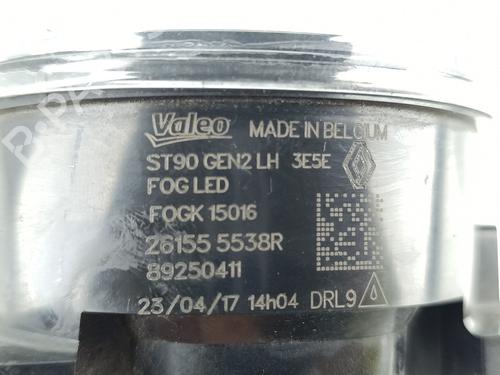 Valeo MADE IN BELGIUM
ST90 GEN2 LH 3E5E
FOG LED
FOGK 15016
26155 5538R
89250411
23/04/17 14h04 DRL9